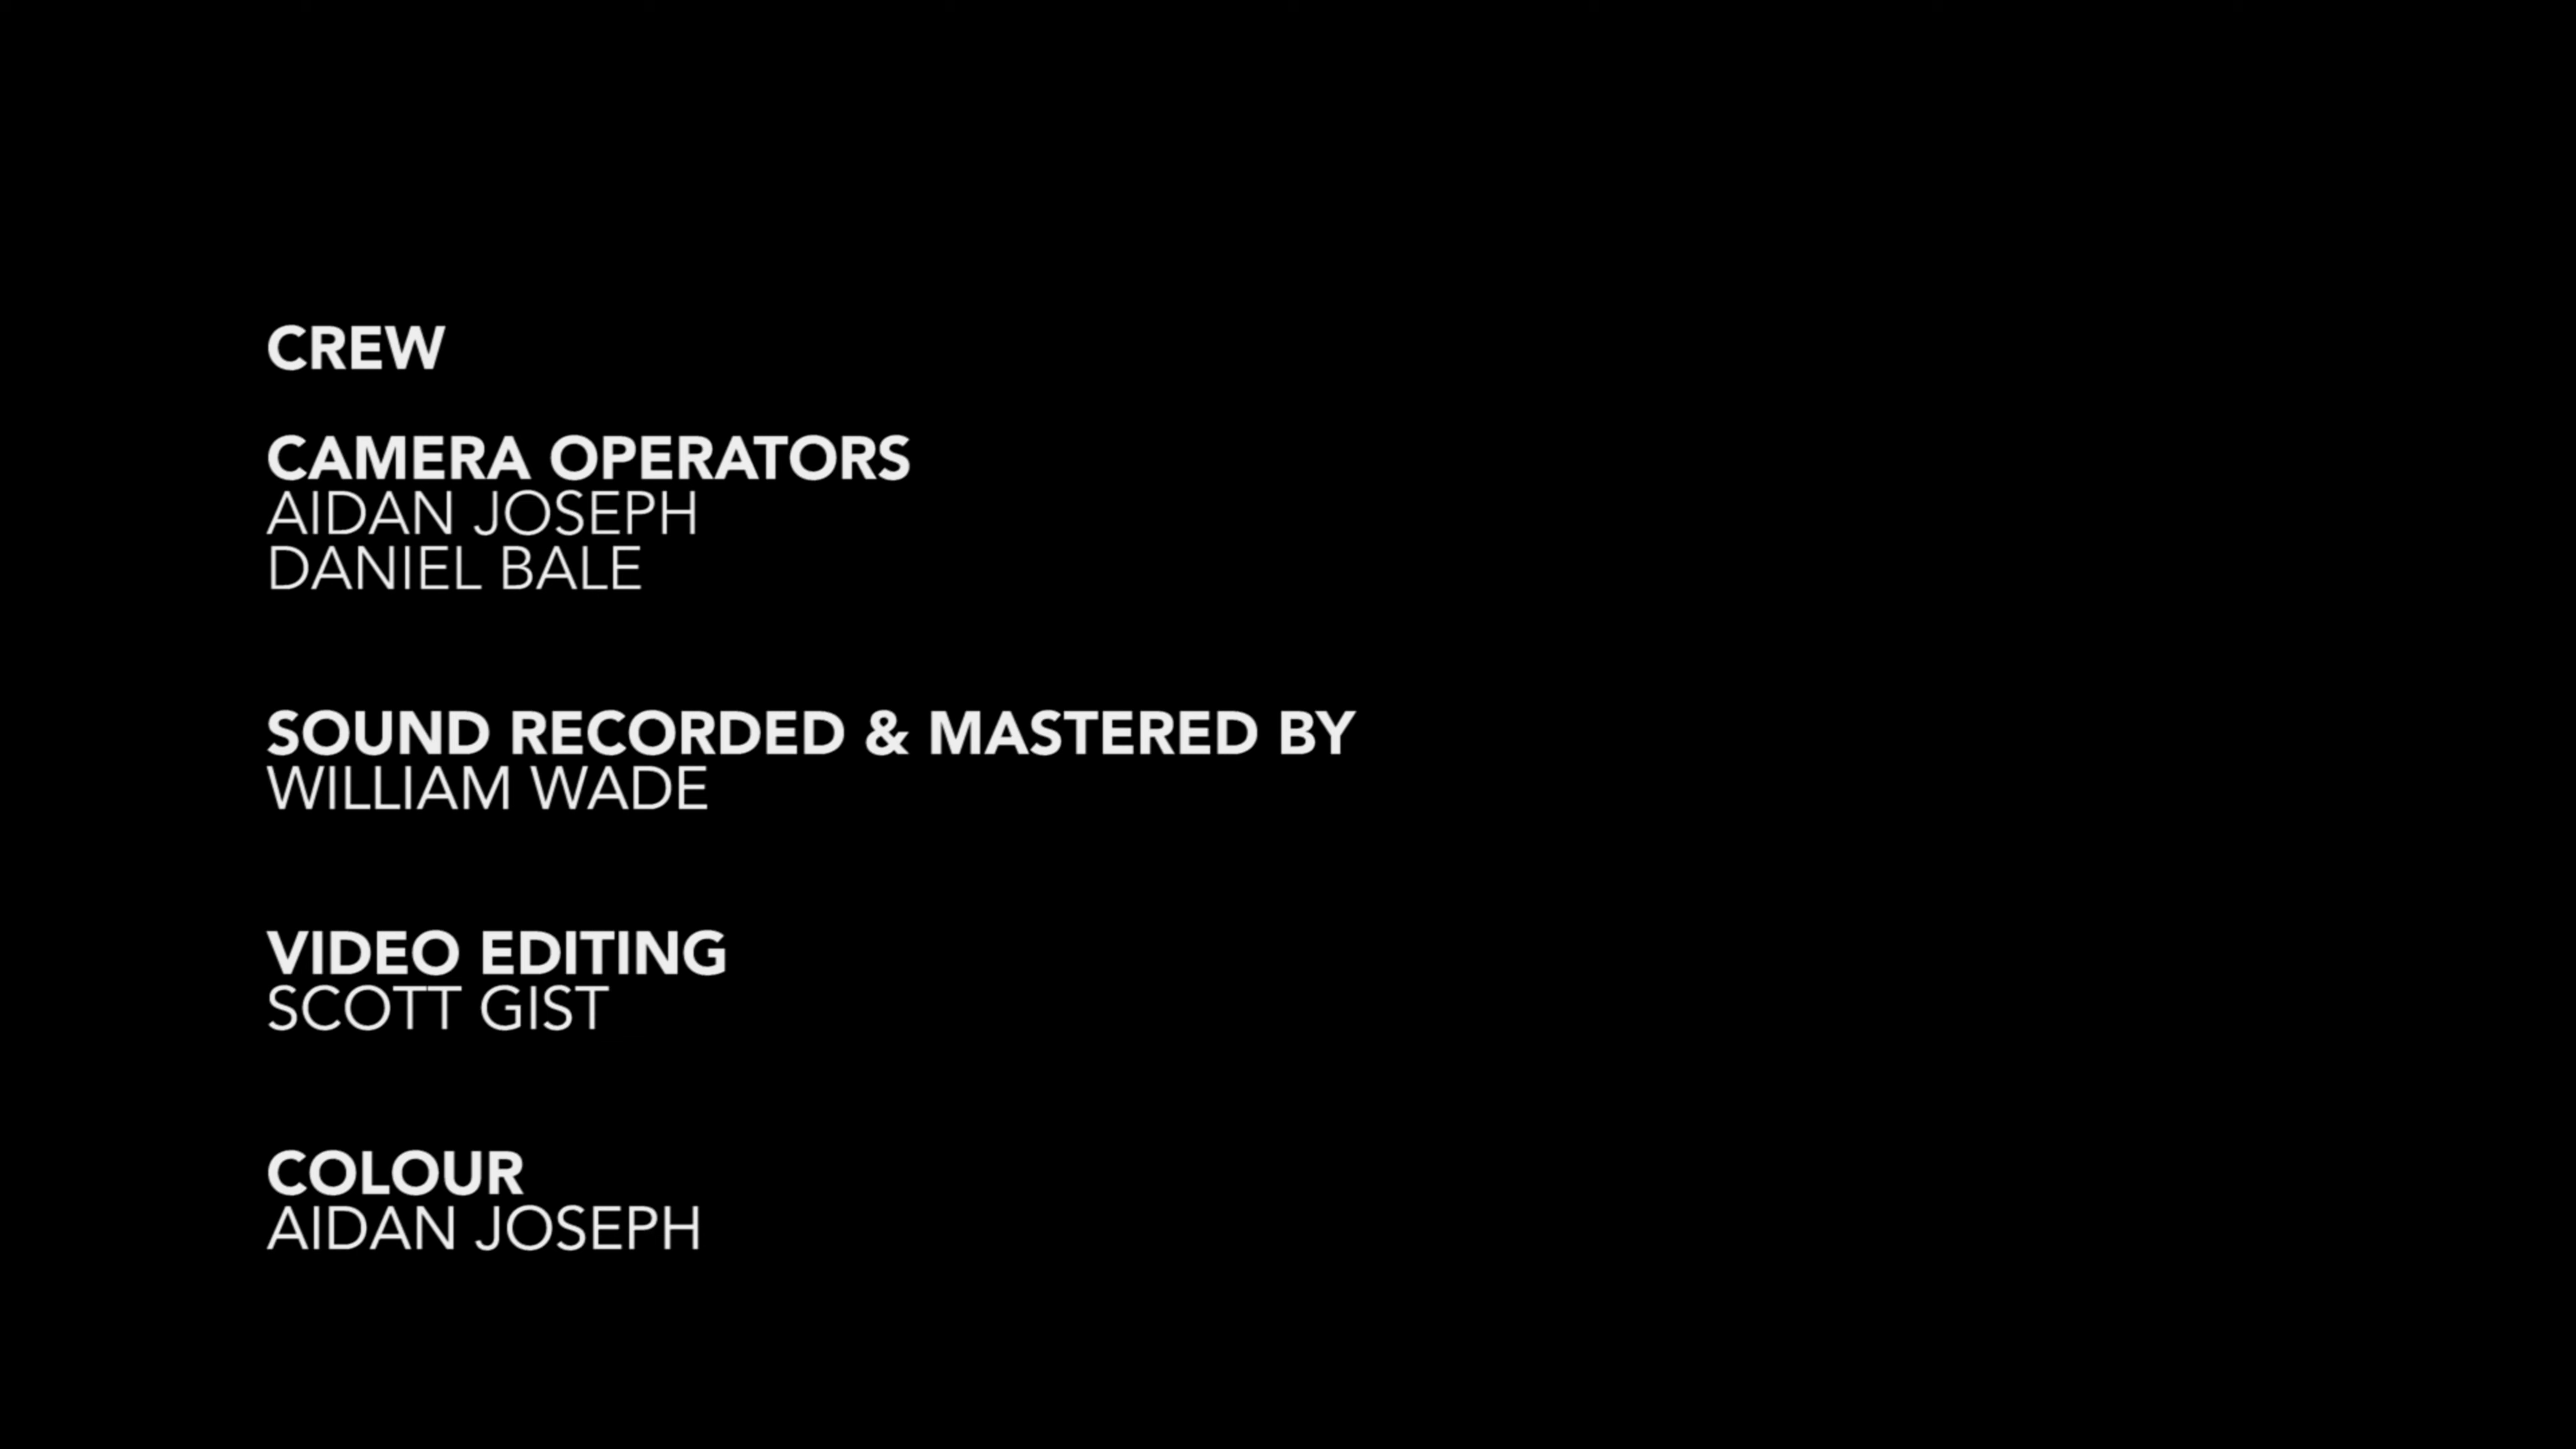 CREW
CAMERA OPERATORS
AIDAN JOSEPH
DANIEL BALE
SOUND RECORDED & MASTERED BY
WILLIAM WADE
VIDEO EDITING
SCOTT GIST
COLOUR
AIDAN JOSEPH